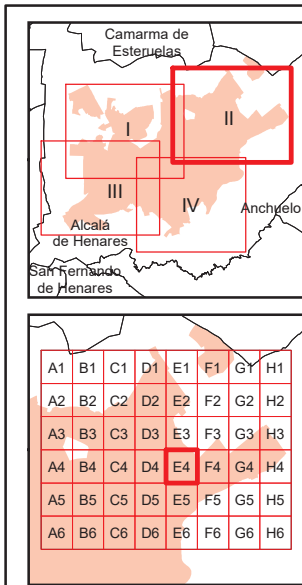 Camarma de
Esteruelas
I
II
III
IV
Anchuelo
Alcalá
de Henares
San Fernando
de Henares
A1 B1 C1 D1 E1 F1 G1 H1
A2 B2 C2 D2 E2 F2 G2 H2
A3 B3 C3 D3 E3 F3 G3 H3
A4 B4 C4 D4 E4 F4 G4 H4
A5 B5 C5 D5 E5 F5 G5 H5
A6 B6 C6 D6 E6 F6 G6 H6